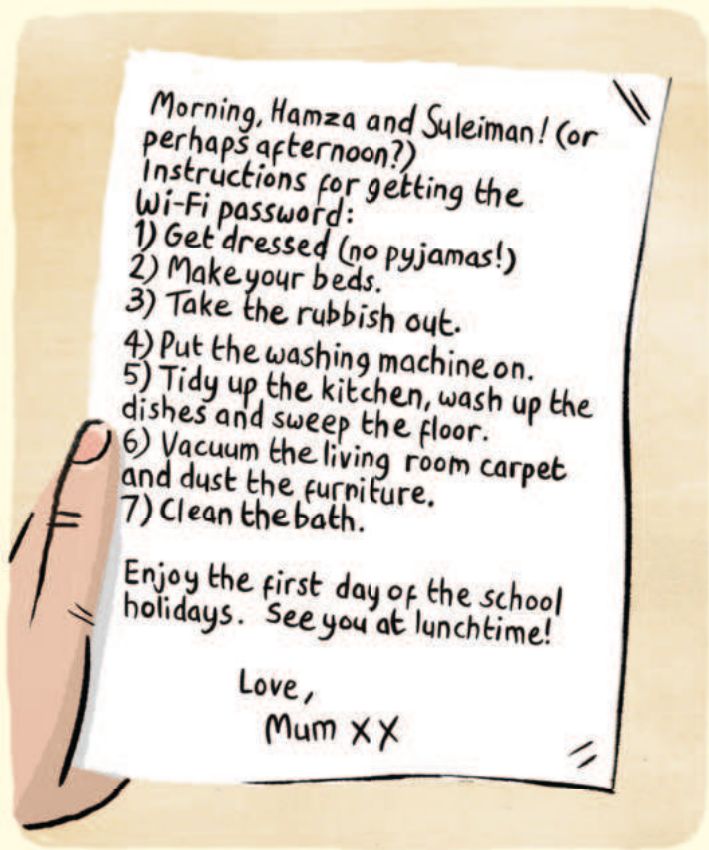 Morning, Hamza and Suleiman! (or
perhaps afternoon?)
Instructions for getting the
Wi-Fi password:
1) Get dressed (no pyjamas!)
2) Make your beds.
3) Take the rubbish out.
4) Put the washing machine on.
5) Tidy up the kitchen, wash up the
dishes and sweep the floor.
6) Vacuum the living room carpet
and dust the furniture.
7) Clean the bath.
Enjoy the first day of the school
holidays. See you at lunchtime!
Love,
Mum XX